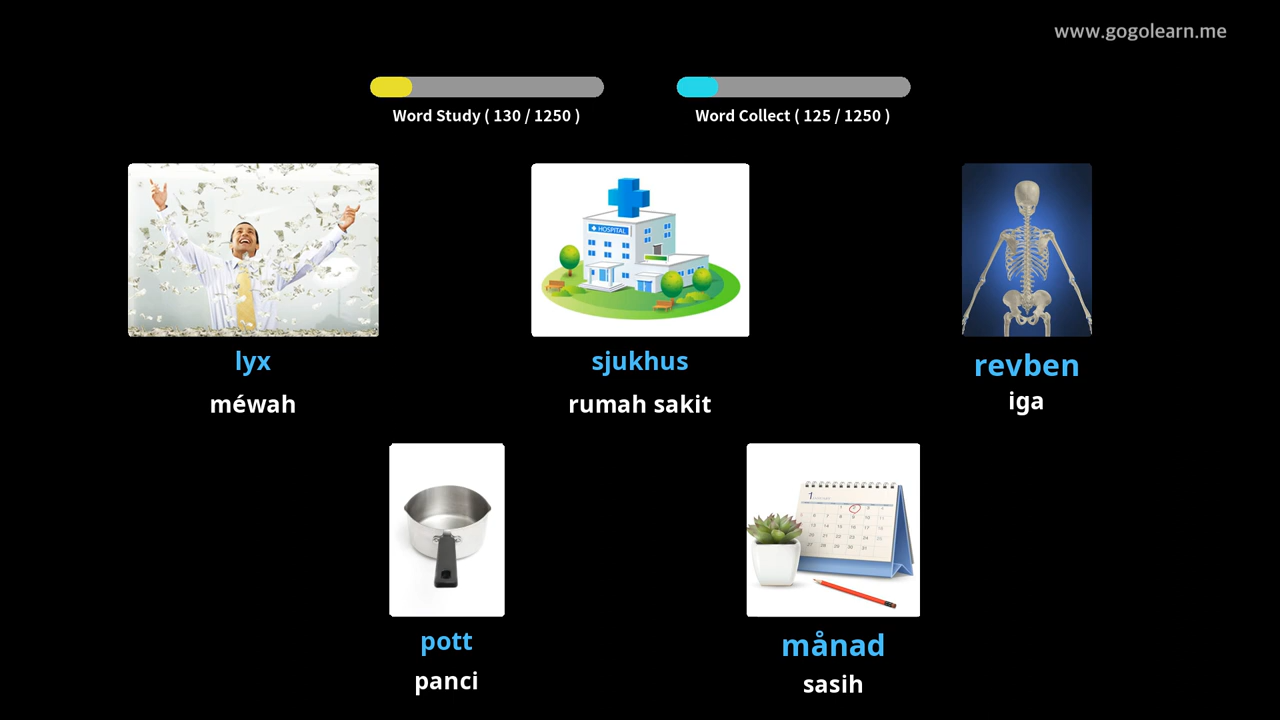 www.gogolearn.me
Word Study ( 130 / 1250 )
Word Collect ( 125 / 1250 )
HOSPITAL
lyx
sjukhus
revben
méwah
rumah sakit
iga
1
pott
månad
panci
sasih